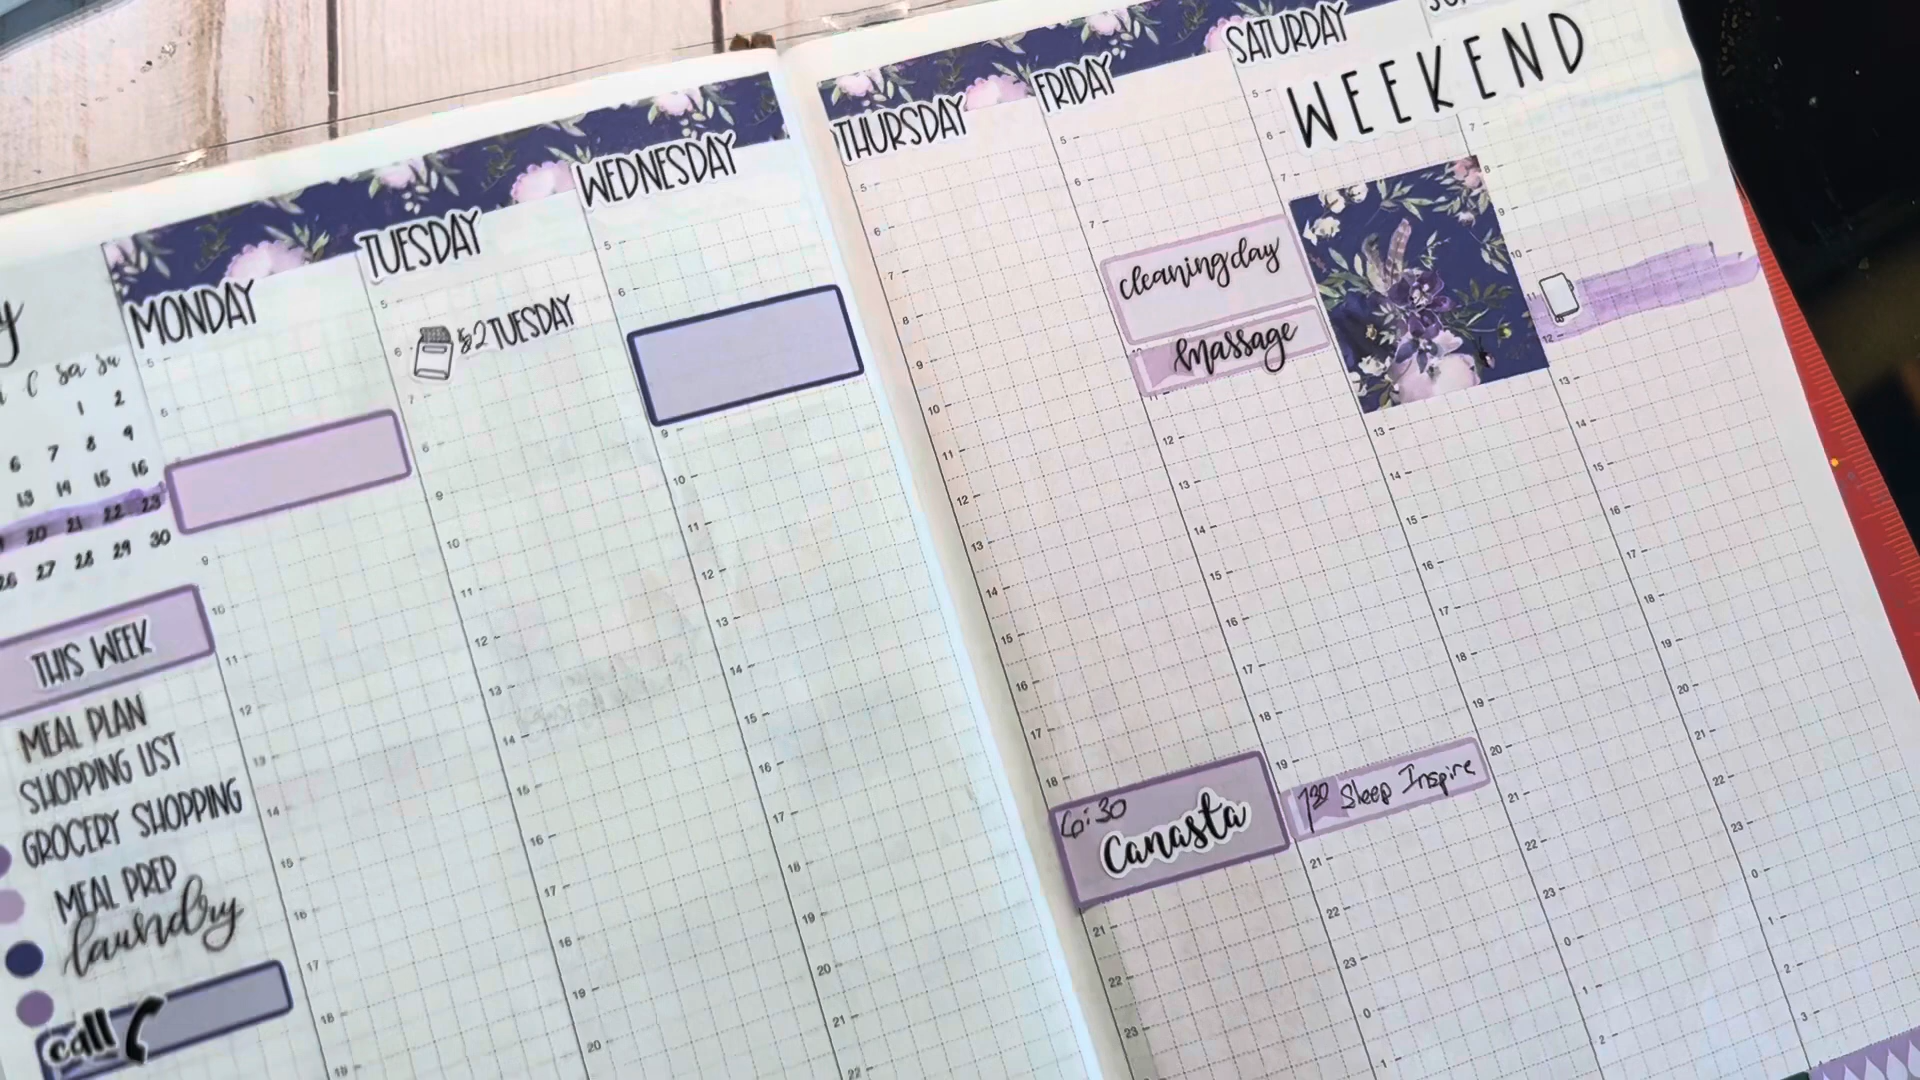 MONDAY
TUESDAY
WEDNESDAY
THURSDAY
FRIDAY
SATURDAY
WEEKEND
$2 TUESDAY
cleaning day
Massage
6:30
Canasta
730 Sleep Inspire
Sa Su
1 2
6 7 8 9
13 14 15 16
20 21 22 23
26 27 28 29 30
THIS WEEK
MEAL PLAN
SHOPPING LIST
GROCERY SHOPPING
MEAL PREP
laundry
call